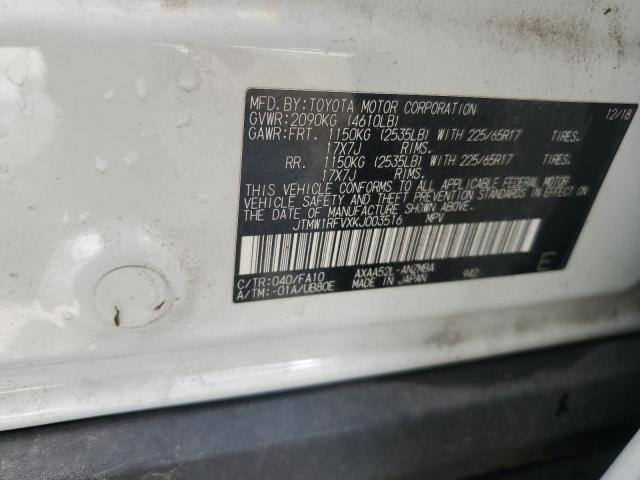 MFD. BY: TOYOTA MOTOR CORPORATION 12/18
GVWR: 2090KG (4610LB)
GAWR: FRT. 1150KG (2535LB) WITH 225/65R17 TIRES.
17X7J RIMS.
RR. 1150KG (2535LB) WITH 225/65R17 TIRES.
17X7J RIMS.
THIS VEHICLE CONFORMS TO ALL APPLICABLE FEDERAL MOTOR
VEHICLE SAFETY AND BUMPER STANDARDS IN EFFECT ON
THE DATE OF MANUFACTURE SHOWN ABOVE.
JTMW1RFVXKJ003516 MPV
C/TR: 040/FA10 AXAA52L-ANZMBA 942- E
A/TM: -01A/UB80E MADE IN JAPAN